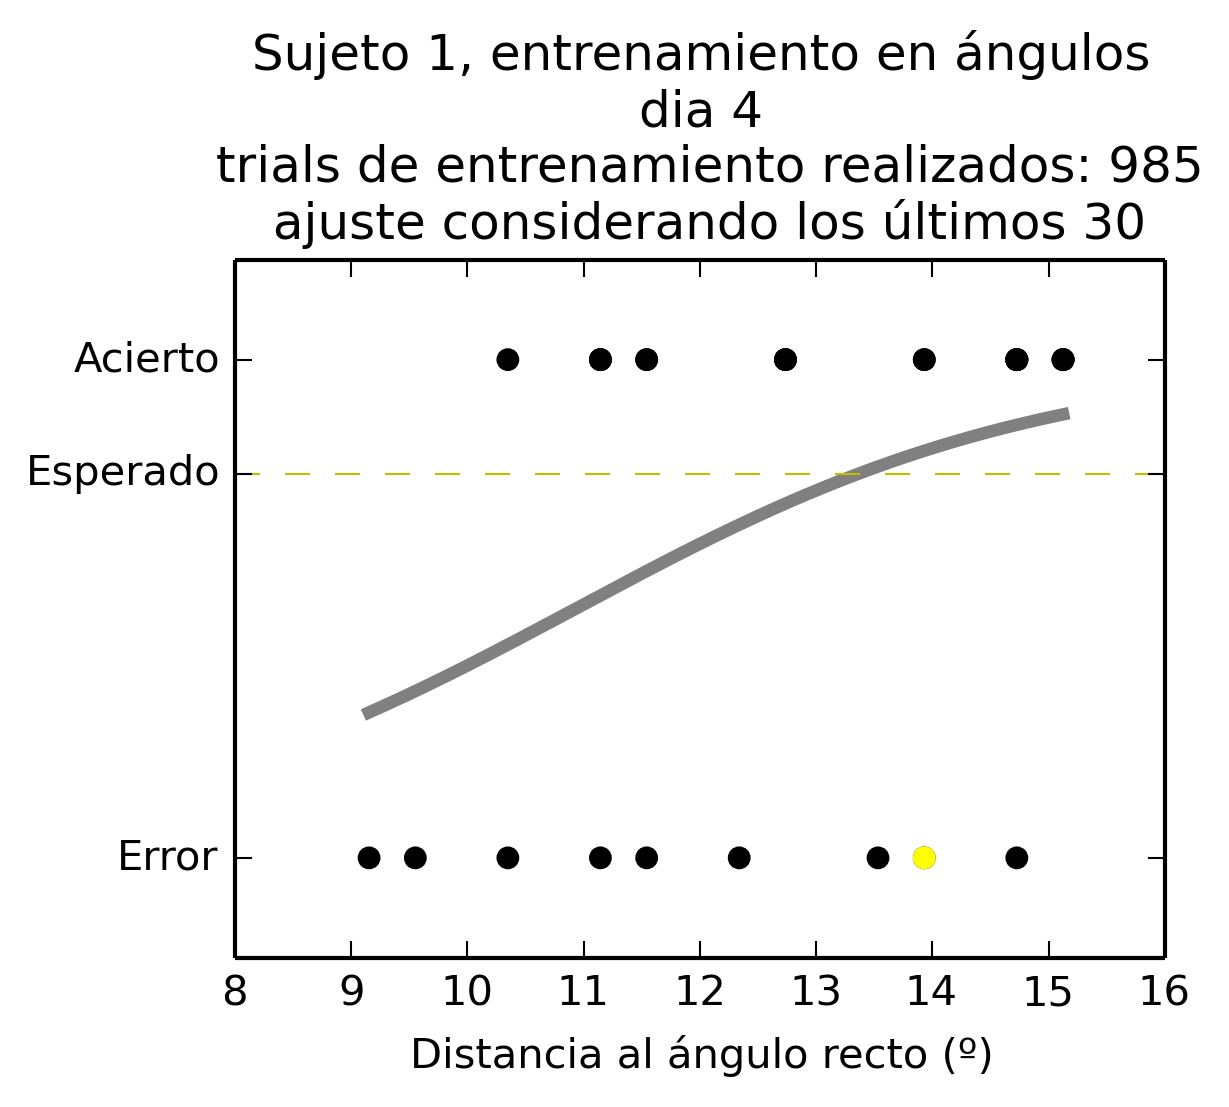 Sujeto 1, entrenamiento en ángulos
dia 4
trials de entrenamiento realizados: 985
ajuste considerando los últimos 30
Acierto
Esperado
Error
8 9 10 11 12 13 14 15 16
Distancia al ángulo recto (º)